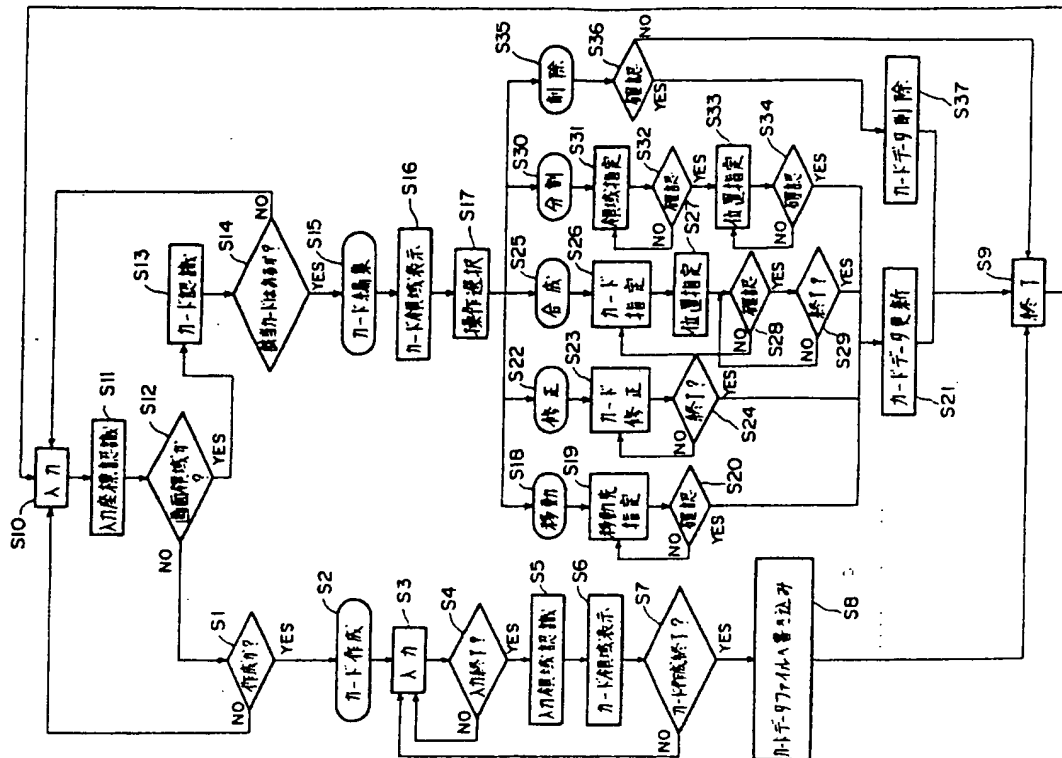 S10
入力
S11
入力座標認識
S12
画面領域か
?
NO
YES
S13
カード認識
S14
該当カードはあるか?
NO
YES
S15
カード編集
S16
カード領域表示
S17
操作選択
S1
作成か?
NO
YES
S2
カード作成
S3
入力
S4
入力終了?
NO
YES
S5
入力領域認識
S6
カード領域表示
S7
カード作成終了?
NO
YES
S8
カードデータファイルへ書き込み
S18
移動
S19
移動先
指定
S20
確認
NO
YES
S22
修正
S23
カード
修正
S24
終了?
NO
YES
S25
合成
S26
カード
指定
S27
位置指定
S28
確認
NO
YES
S29
終了?
NO
YES
S30
分割
S31
領域指定
S32
確認
NO
YES
S33
位置指定
S34
確認
NO
YES
S35
削除
S36
確認
NO
YES
S37
カードデータ削除
S21
カードデータ更新
S9
終了